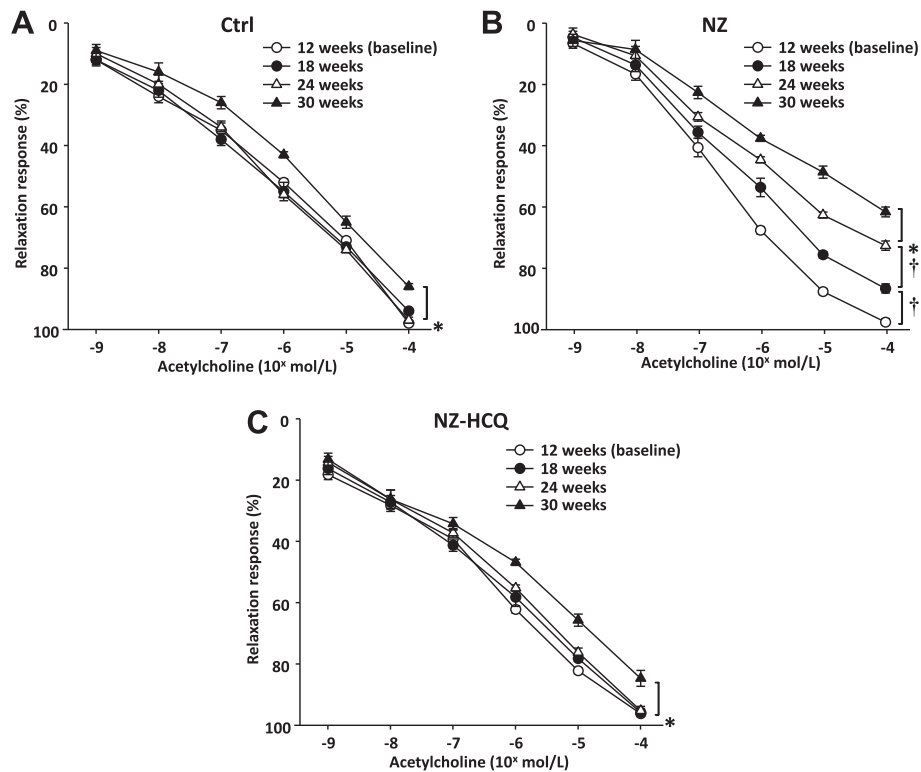 A
Ctrl
12 weeks (baseline)
18 weeks
24 weeks
30 weeks
Relaxation response (%)
0
20
40
60
80
100
*
-9 -8 -7 -6 -5 -4
Acetylcholine (10ˣ mol/L)
B
NZ
12 weeks (baseline)
18 weeks
24 weeks
30 weeks
Relaxation response (%)
0
20
40
60
80
100
*
†
†
-9 -8 -7 -6 -5 -4
Acetylcholine (10ˣ mol/L)
C
NZ-HCQ
12 weeks (baseline)
18 weeks
24 weeks
30 weeks
Relaxation response (%)
0
20
40
60
80
100
*
-9 -8 -7 -6 -5 -4
Acetylcholine (10ˣ mol/L)